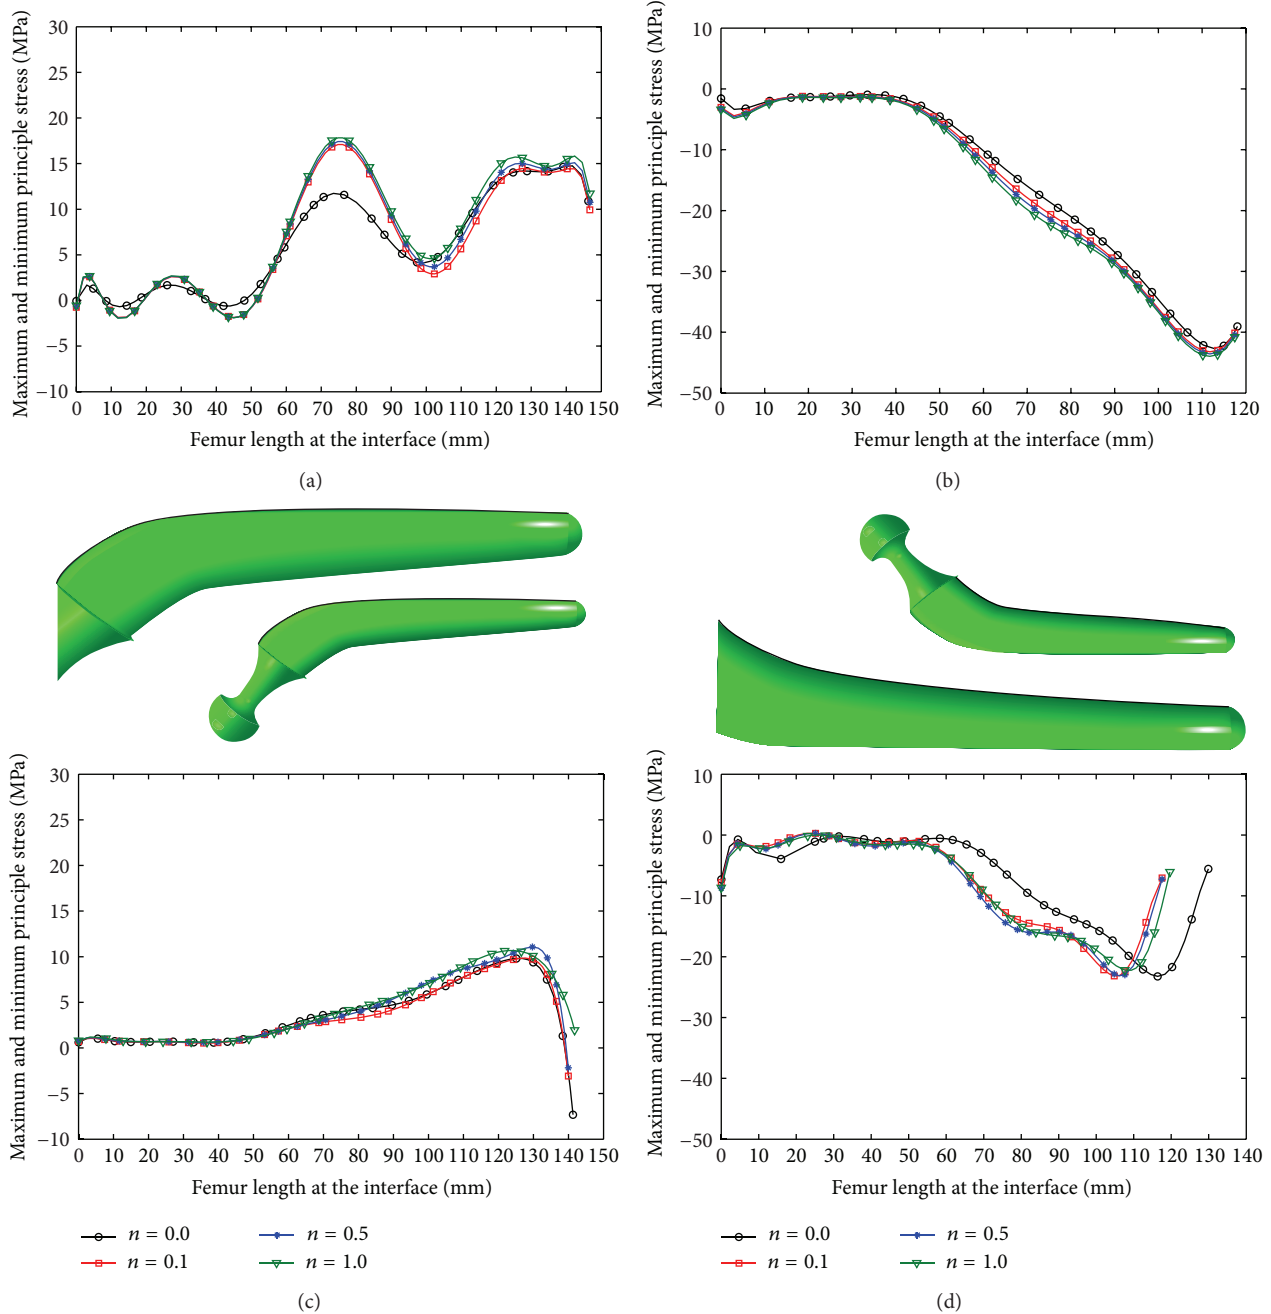 Maximum and minimum principle stress (MPa)
30
25
20
15
10
5
0
−5
−10
0 10 20 30 40 50 60 70 80 90 100 110 120 130 140 150
Femur length at the interface (mm)
(a)
Maximum and minimum principle stress (MPa)
10
0
−10
−20
−30
−40
−50
0 10 20 30 40 50 60 70 80 90 100 110 120
Femur length at the interface (mm)
(b)
Maximum and minimum principle stress (MPa)
30
25
20
15
10
5
0
−5
−10
0 10 20 30 40 50 60 70 80 90 100 110 120 130 140 150
Femur length at the interface (mm)
n = 0.0
n = 0.5
n = 0.1
n = 1.0
(c)
Maximum and minimum principle stress (MPa)
10
0
−10
−20
−30
−40
−50
0 10 20 30 40 50 60 70 80 90 100 110 120 130 140
Femur length at the interface (mm)
n = 0.0
n = 0.5
n = 0.1
n = 1.0
(d)